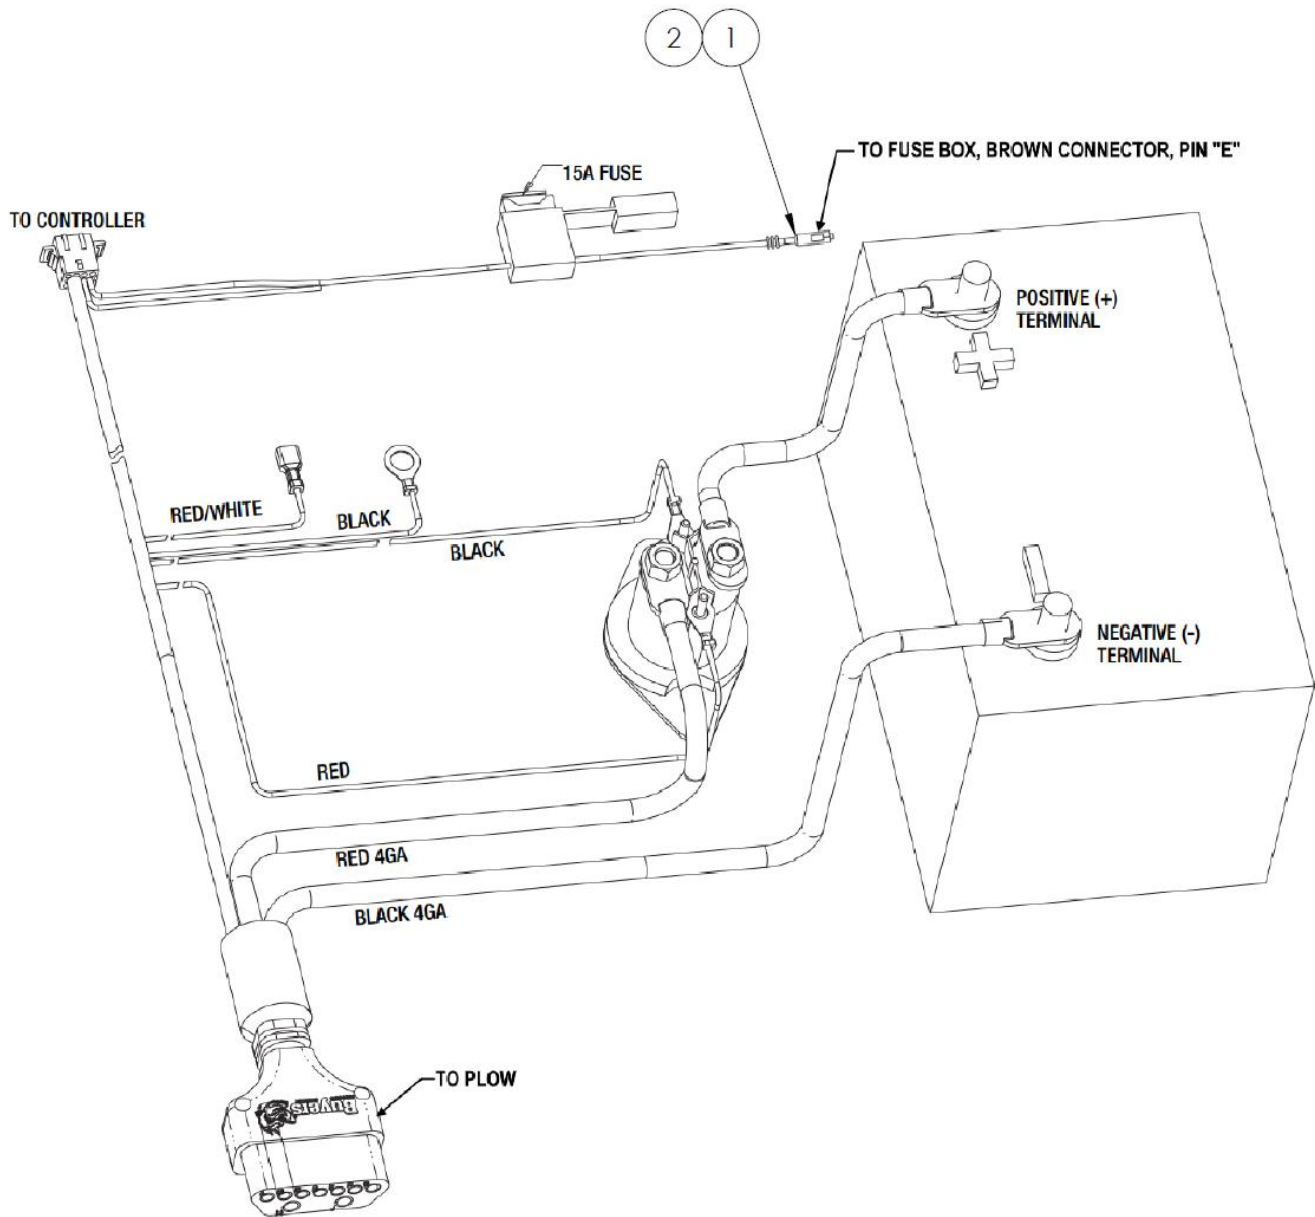 2 1
TO FUSE BOX, BROWN CONNECTOR, PIN "E"
15A FUSE
TO CONTROLLER
POSITIVE (+)
TERMINAL
RED/WHITE
BLACK
BLACK
NEGATIVE (-)
TERMINAL
RED
RED 4GA
BLACK 4GA
TO PLOW
Buyers